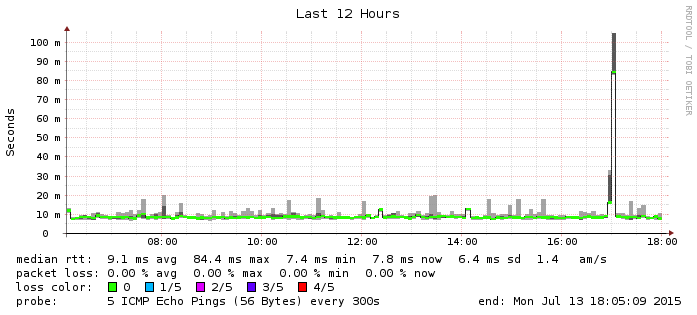 Last 12 Hours
RRDTOOL / TOBI OETIKER
Seconds
100 m
90 m
80 m
70 m
60 m
50 m
40 m
30 m
20 m
10 m
0
08:00 10:00 12:00 14:00 16:00 18:00
median rtt: 9.1 ms avg 84.4 ms max 7.4 ms min 7.8 ms now 6.4 ms sd 1.4 am/s
packet loss: 0.00 % avg 0.00 % max 0.00 % min 0.00 % now
loss color: 0 1/5 2/5 3/5 4/5
probe: 5 ICMP Echo Pings (56 Bytes) every 300s end: Mon Jul 13 18:05:09 2015